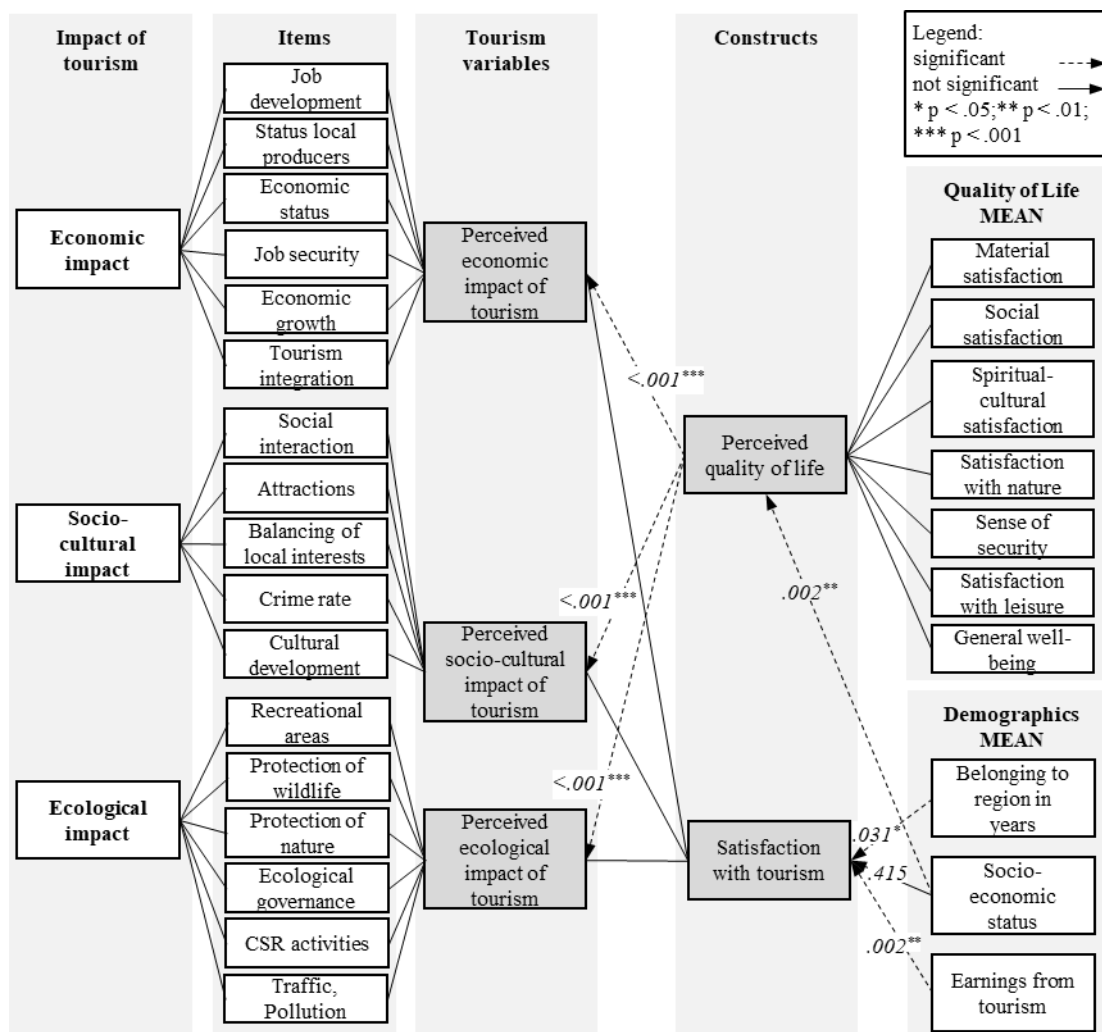 Impact of
tourism
Items
Tourism
variables
Constructs
Legend:
significant
not significant
* p < .05;** p < .01;
*** p < .001
Economic
impact
Socio-
cultural
impact
Ecological
impact
Job
development
Status local
producers
Economic
status
Job security
Economic
growth
Tourism
integration
Social
interaction
Attractions
Balancing of
local interests
Crime rate
Cultural
development
Recreational
areas
Protection of
wildlife
Protection of
nature
Ecological
governance
CSR activities
Traffic,
Pollution
Perceived
economic
impact of
tourism
Perceived
socio-cultural
impact of
tourism
Perceived
ecological
impact of
tourism
<.001***
<.001***
<.001***
Perceived
quality of life
Satisfaction
with tourism
.002**
.031*
.415
.002**
Quality of Life
MEAN
Material
satisfaction
Social
satisfaction
Spiritual-
cultural
satisfaction
Satisfaction
with nature
Sense of
security
Satisfaction
with leisure
General well-
being
Demographics
MEAN
Belonging to
region in
years
Socio-
economic
status
Earnings from
tourism